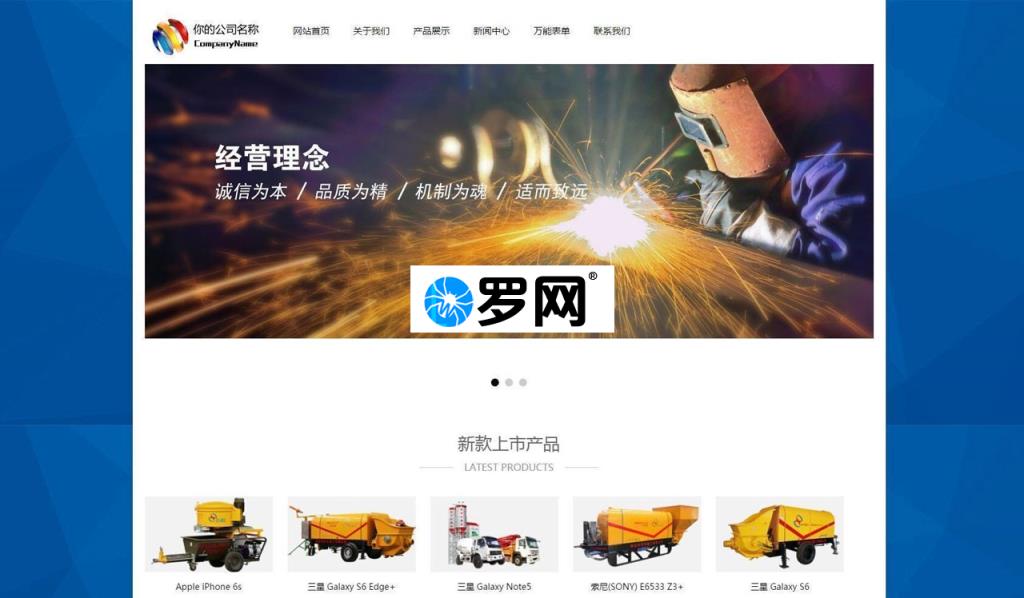 你的公司名称
CompanyName
网站首页 关于我们 产品展示 新闻中心 万能表单 联系我们
经营理念
诚信为本 / 品质为精 / 机制为魂 / 适而致远
罗网®
新款上市产品
LATEST PRODUCTS
Apple iPhone 6s 三星 Galaxy S6 Edge+ 三星 Galaxy Note5 索尼(SONY) E6533 Z3+ 三星 Galaxy S6